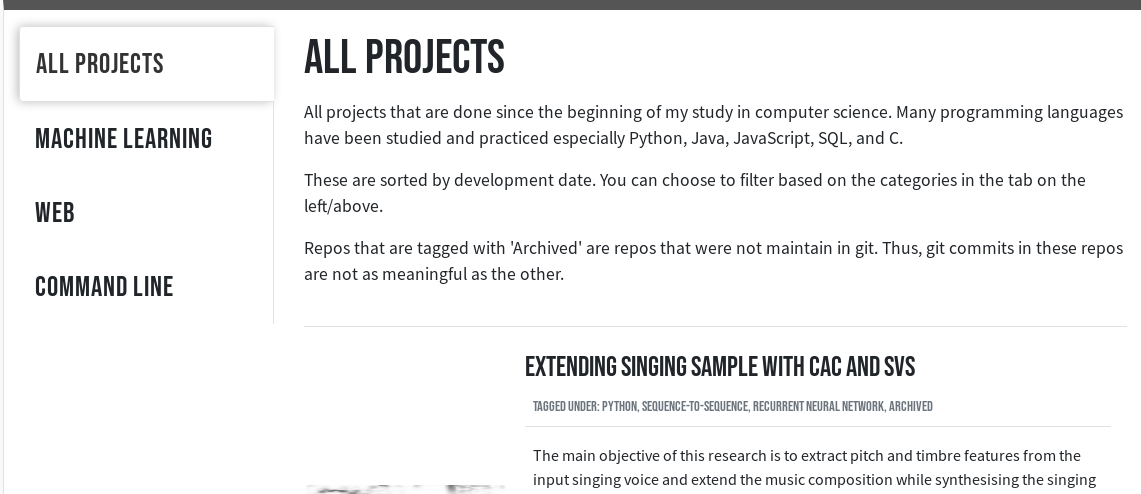 ALL PROJECTS
MACHINE LEARNING
WEB
COMMAND LINE
ALL PROJECTS
All projects that are done since the beginning of my study in computer science. Many programming languages
have been studied and practiced especially Python, Java, JavaScript, SQL, and C.
These are sorted by development date. You can choose to filter based on the categories in the tab on the
left/above.
Repos that are tagged with 'Archived' are repos that were not maintain in git. Thus, git commits in these repos
are not as meaningful as the other.
EXTENDING SINGING SAMPLE WITH CAC AND SVS
TAGGED UNDER: PYTHON, SEQUENCE-TO-SEQUENCE, RECURRENT NEURAL NETWORK, ARCHIVED
The main objective of this research is to extract pitch and timbre features from the
input singing voice and extend the music composition while synthesising the singing